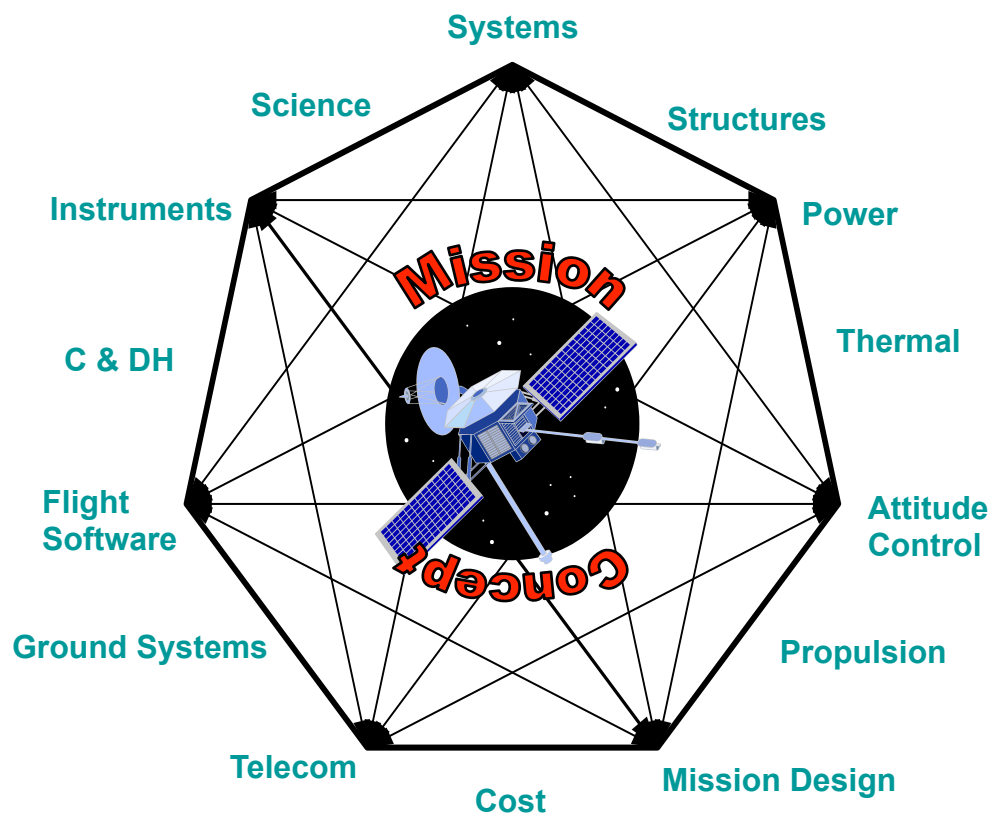 Systems
Science
Structures
Instruments
Power
Mission
Thermal
C & DH
Flight
Software
Attitude
Control
Concept
Ground Systems
Propulsion
Telecom
Mission Design
Cost